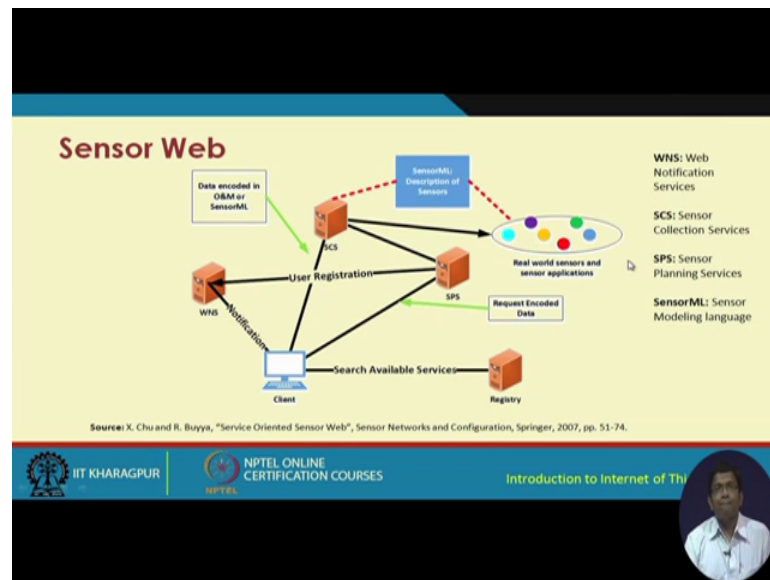 Sensor Web
Data encoded in
O&M or
SensorML
SensorML:
Description of
Sensors
SCS
Real world sensors and
sensor applications
User Registration
WNS
SPS
Request Encoded
Data
Notification
Search Available Services
Client
Registry
WNS: Web
Notification
Services
SCS: Sensor
Collection Services
SPS: Sensor
Planning Services
SensorML: Sensor
Modeling language
Source: X. Chu and R. Buyya, "Service Oriented Sensor Web", Sensor Networks and Configuration, Springer, 2007, pp. 51-74.
IIT KHARAGPUR
NPTEL
NPTEL ONLINE
CERTIFICATION COURSES
Introduction to Internet of Thi